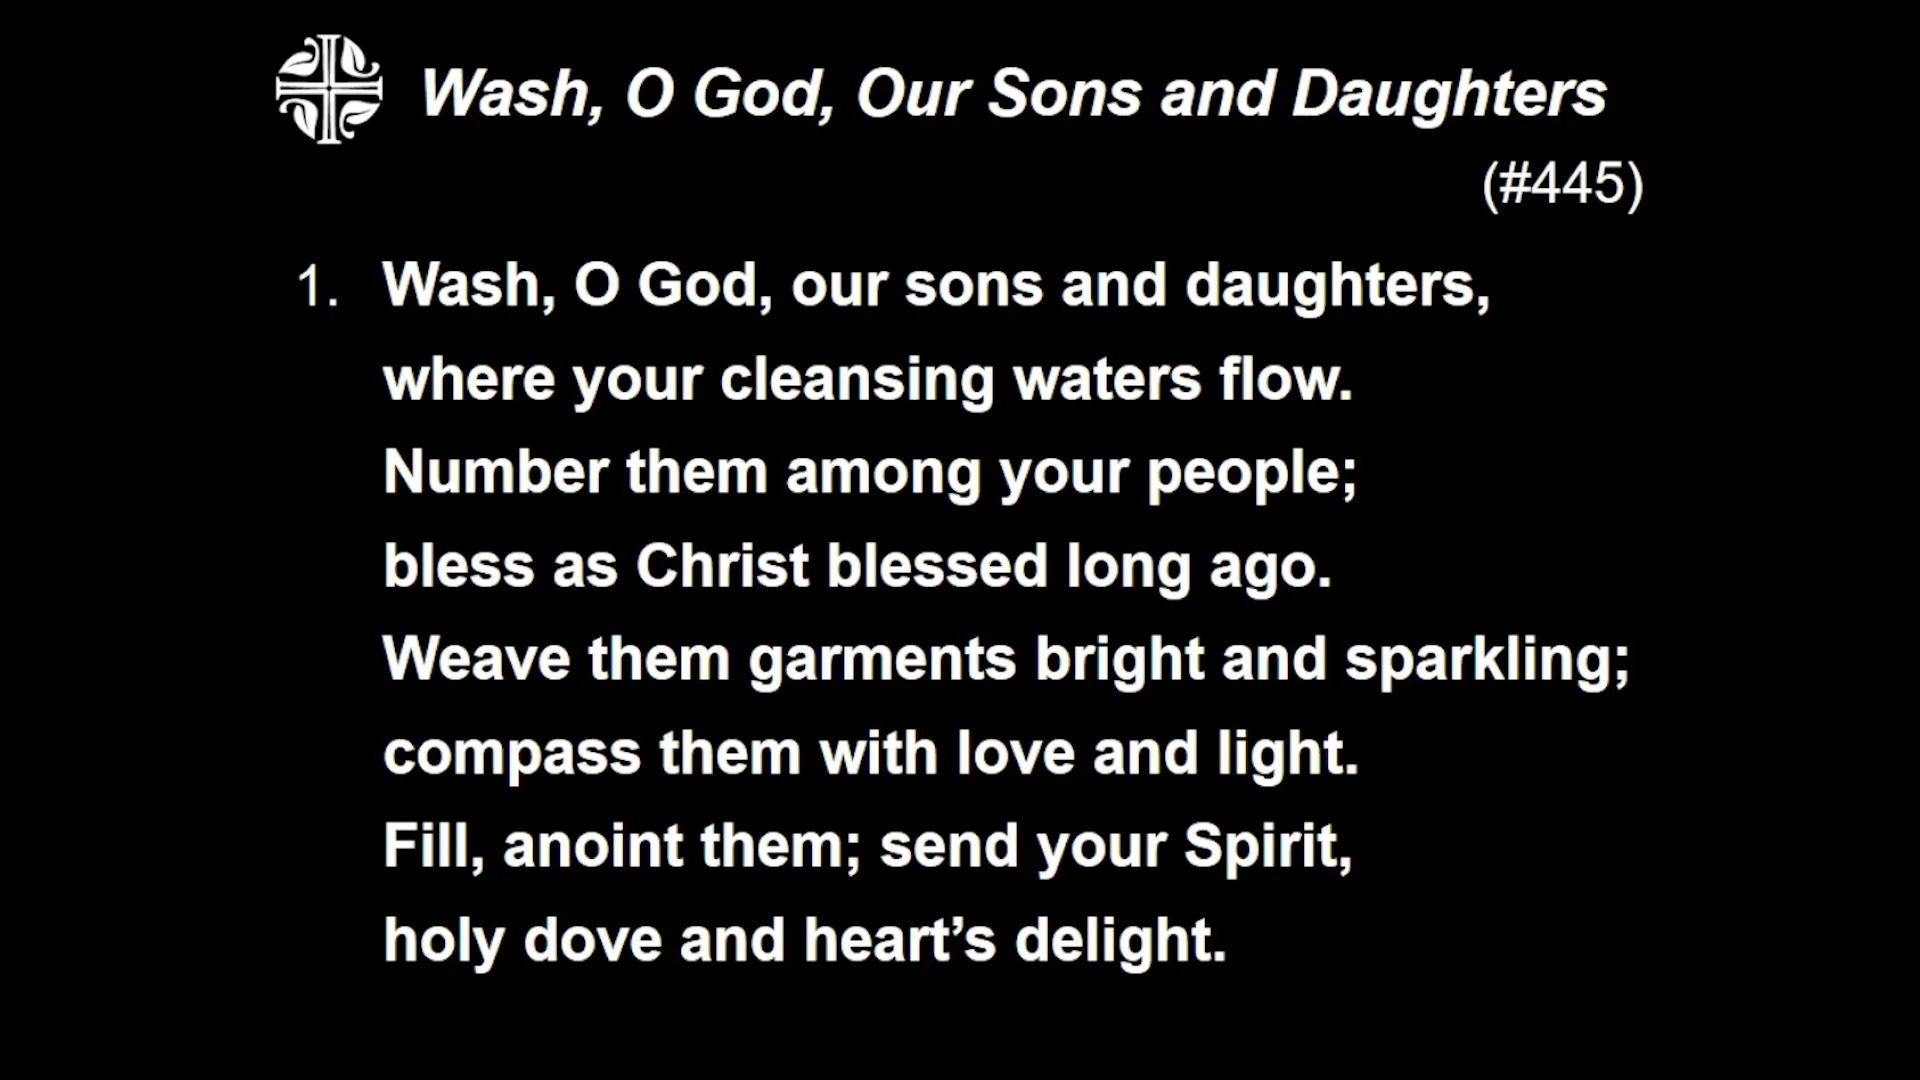 Wash, O God, Our Sons and Daughters
(#445)
1. Wash, O God, our sons and daughters,
where your cleansing waters flow.
Number them among your people;
bless as Christ blessed long ago.
Weave them garments bright and sparkling;
compass them with love and light.
Fill, anoint them; send your Spirit,
holy dove and heart’s delight.